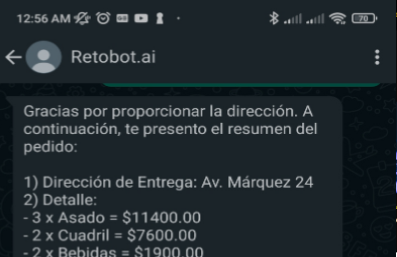 12:56 AM
70
Retobot.ai
Gracias por proporcionar la dirección. A
continuación, te presento el resumen del
pedido:
1) Dirección de Entrega: Av. Márquez 24
2) Detalle:
- 3 x Asado = $11400.00
- 2 x Cuadril = $7600.00
- 2 x Bebidas = $1900.00